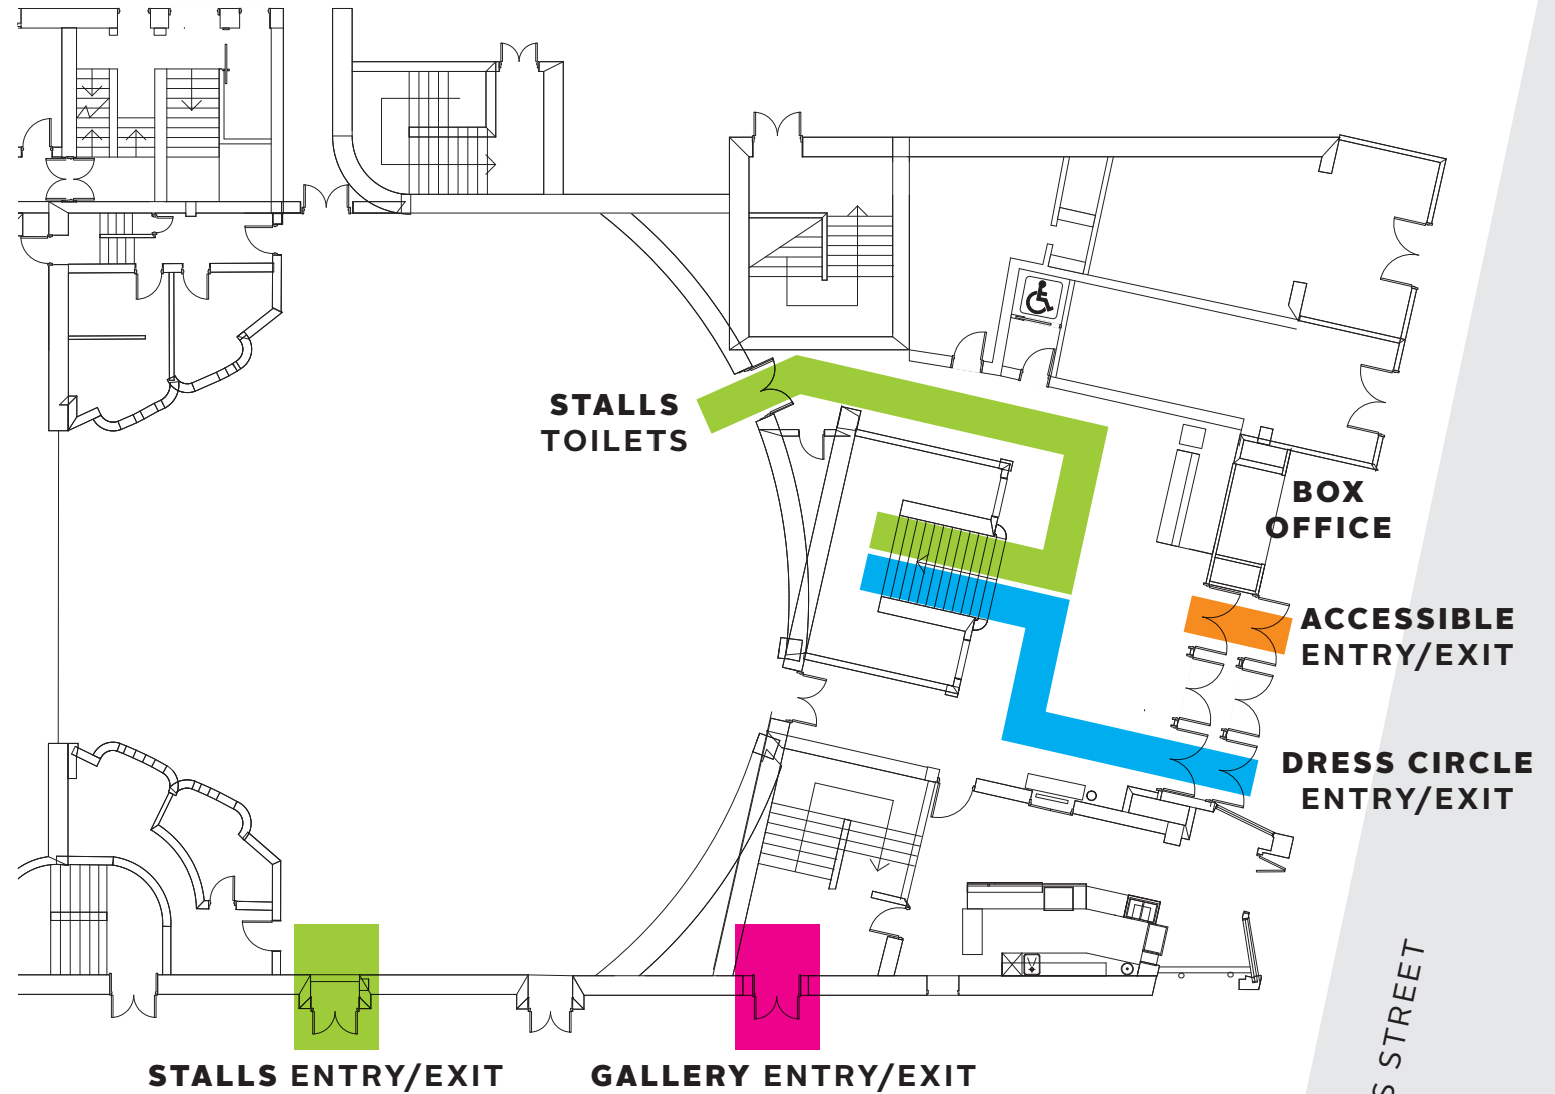 STALLS
TOILETS
BOX
OFFICE
ACCESSIBLE
ENTRY/EXIT
DRESS CIRCLE
ENTRY/EXIT
STREET
STALLS ENTRY/EXIT
GALLERY ENTRY/EXIT